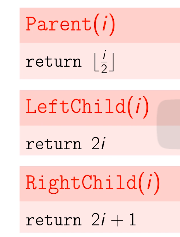 Parent(i)
return ⌊i/2⌋
LeftChild(i)
return 2i
RightChild(i)
return 2i + 1